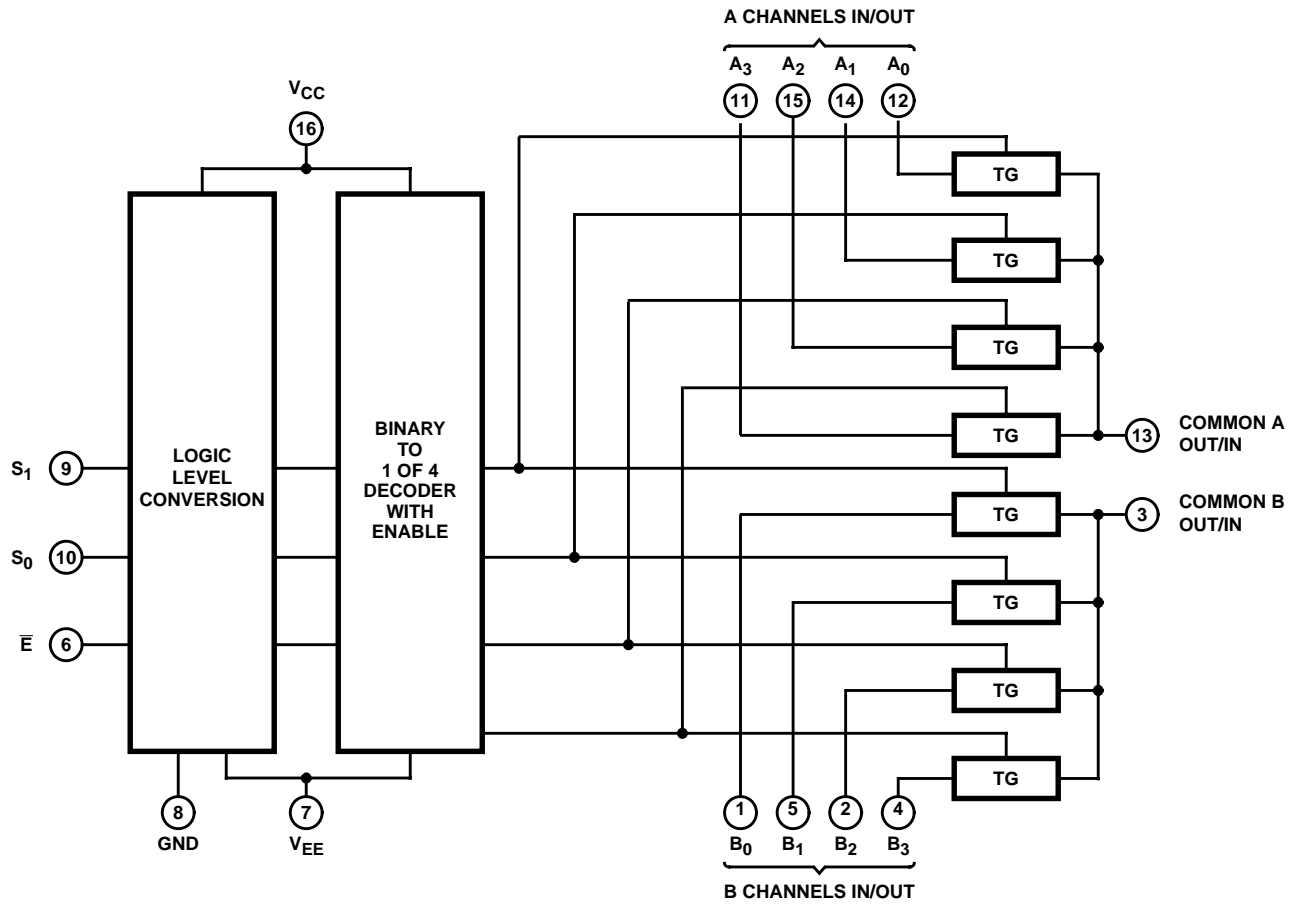 A CHANNELS IN/OUT
A3 A2 A1 A0
11 15 14 12
VCC
16
TG
TG
TG
TG
TG
TG
TG
TG
LOGIC
LEVEL
CONVERSION
BINARY
TO
1 OF 4
DECODER
WITH
ENABLE
S1 9
S0 10
E̅ 6
13 COMMON A
OUT/IN
3 COMMON B
OUT/IN
8
GND
7
VEE
1 5 2 4
B0 B1 B2 B3
B CHANNELS IN/OUT